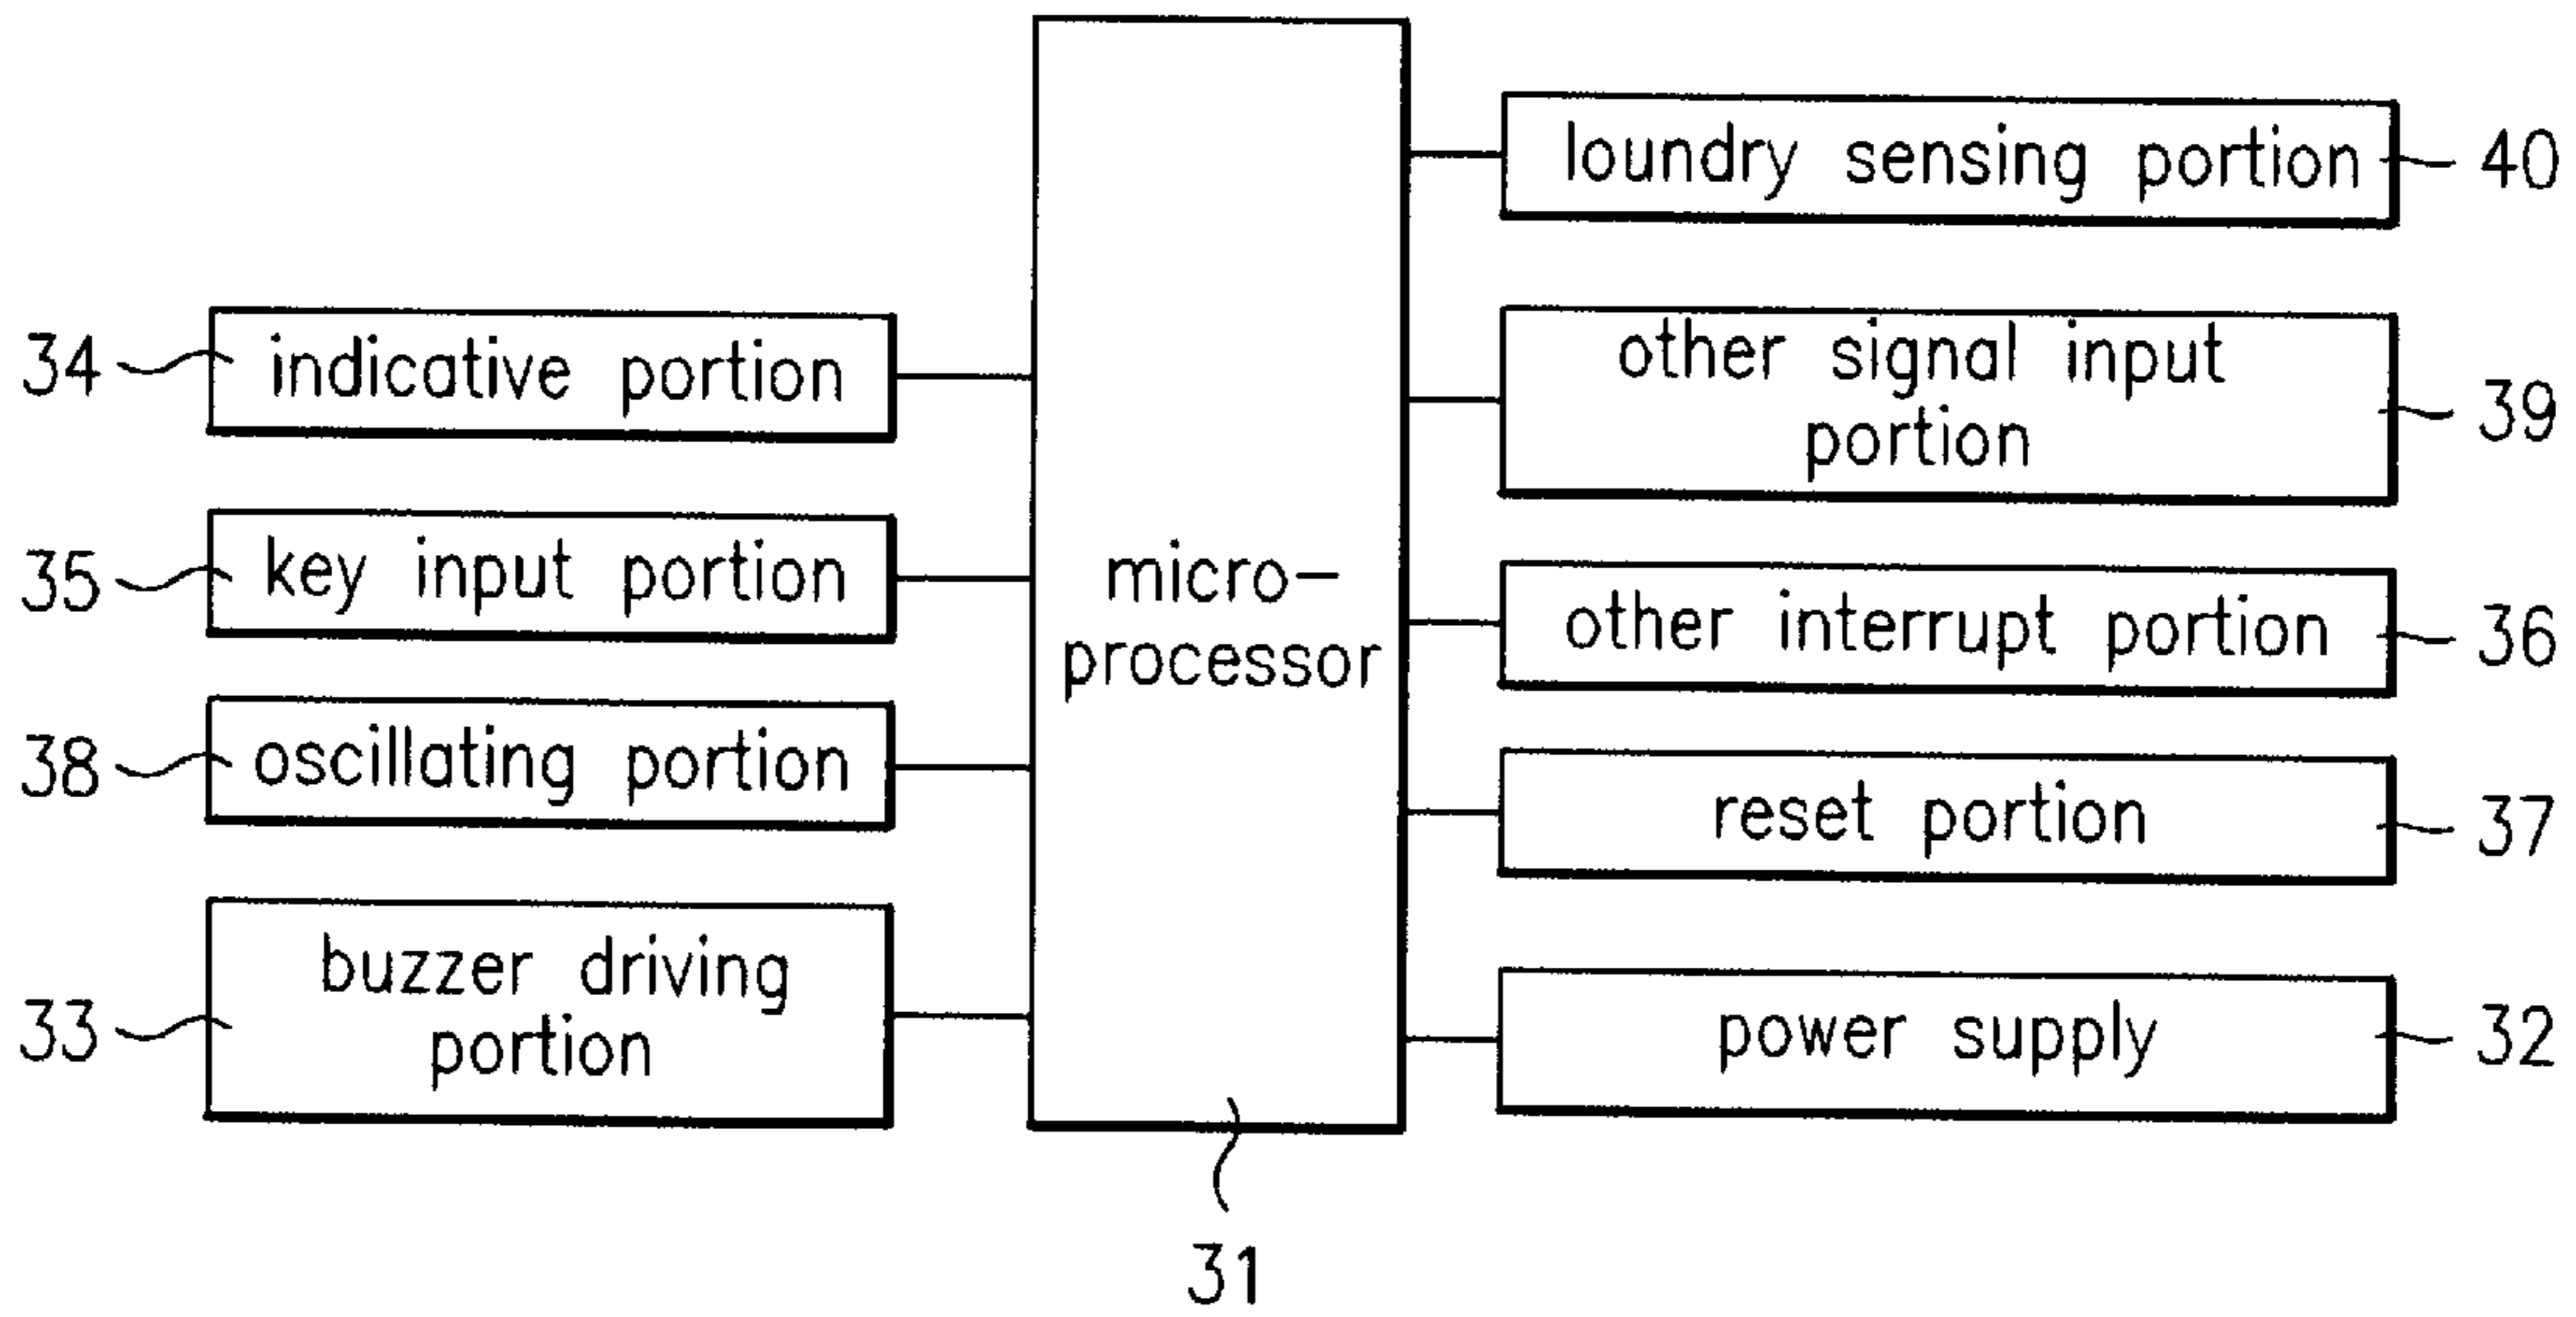 loundry sensing portion 40
34 indicative portion
other signal input
portion 39
35 key input portion
micro-
processor
other interrupt portion 36
38 oscillating portion
reset portion 37
33 buzzer driving
portion
power supply 32
31